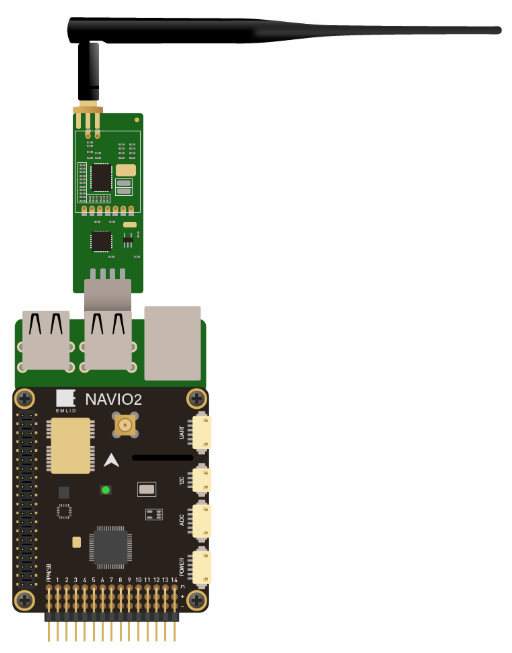 NAVIO2
EMLID
UART
I2C
ADC
POWER
PPM/SB 1 2 3 4 5 6 7 8 9 10 11 12 13 14
+
-